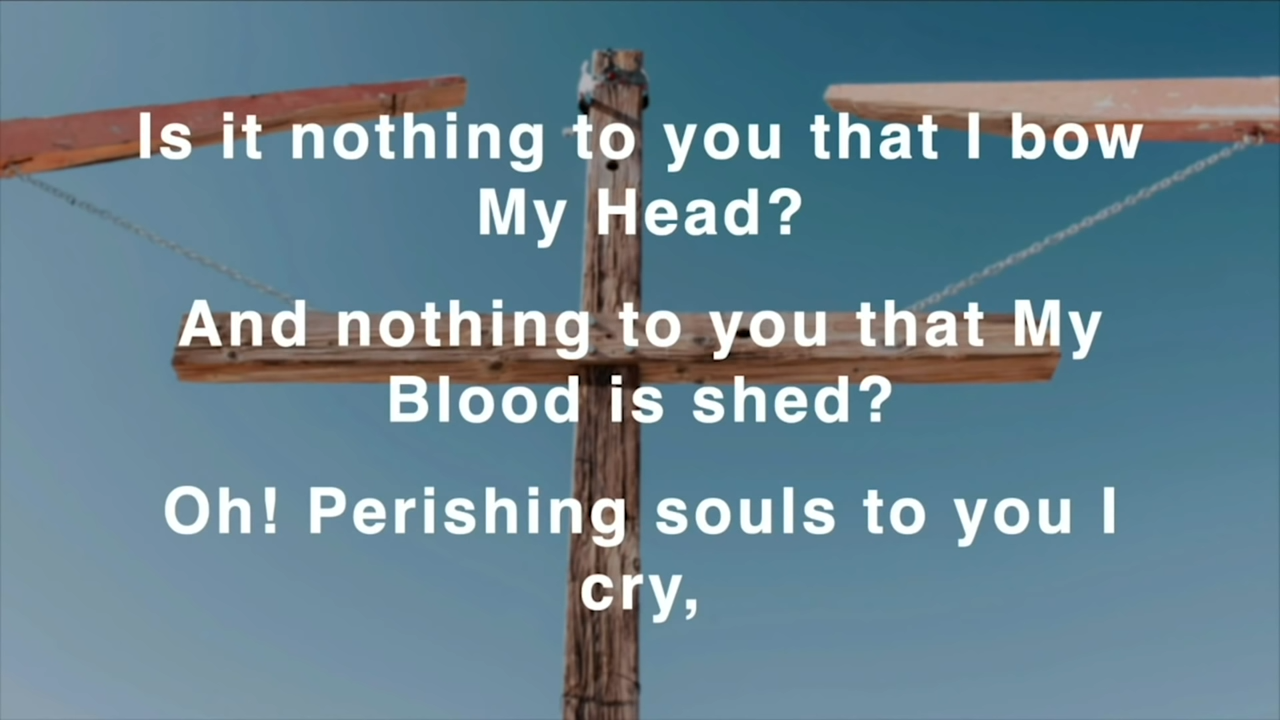 Is it nothing to you that I bow
My Head?
And nothing to you that My
Blood is shed?
Oh! Perishing souls to you I
cry,